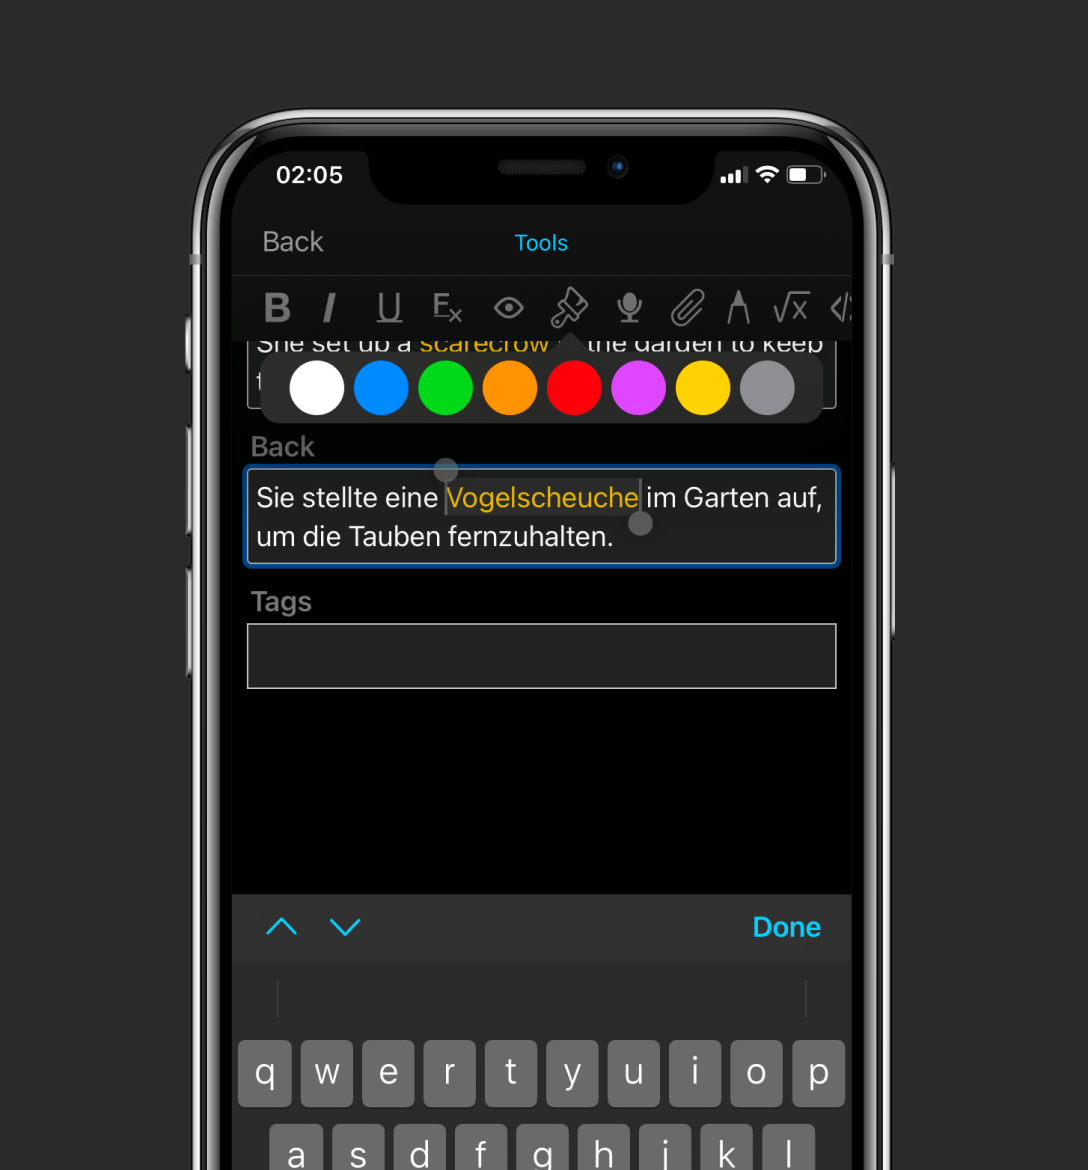 02:05
Back
Tools
B I U Ex √x </
She set up a scarecrow the garden to keep
t
Back
Sie stellte eine Vogelscheuche im Garten auf,
um die Tauben fernzuhalten.
Tags
Done
q w e r t y u i o p
a s d f g h j k l